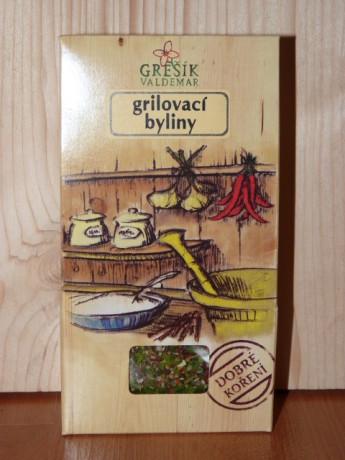 GREŠÍK
VALDEMAR
grilovací
byliny
DOBRÉ
KOŘENÍ